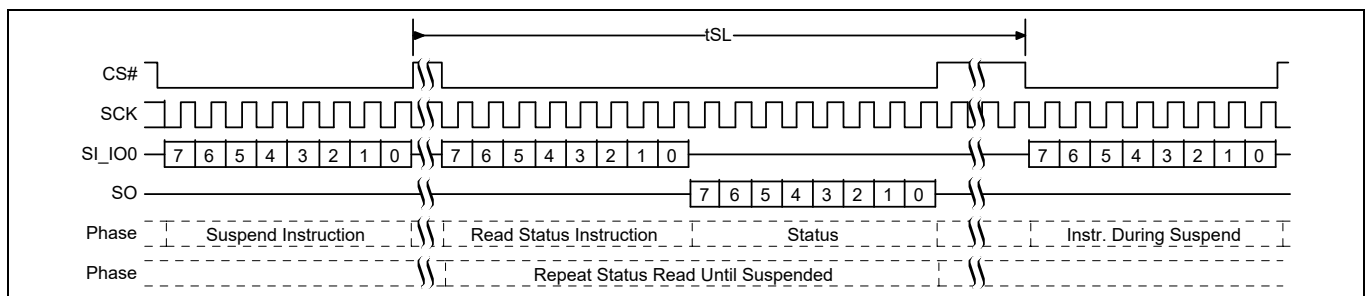 tSL
CS#
SCK
SI_IO0 7 6 5 4 3 2 1 0 7 6 5 4 3 2 1 0 7 6 5 4 3 2 1 0
SO 7 6 5 4 3 2 1 0
Phase Suspend Instruction Read Status Instruction Status Instr. During Suspend
Phase Repeat Status Read Until Suspended